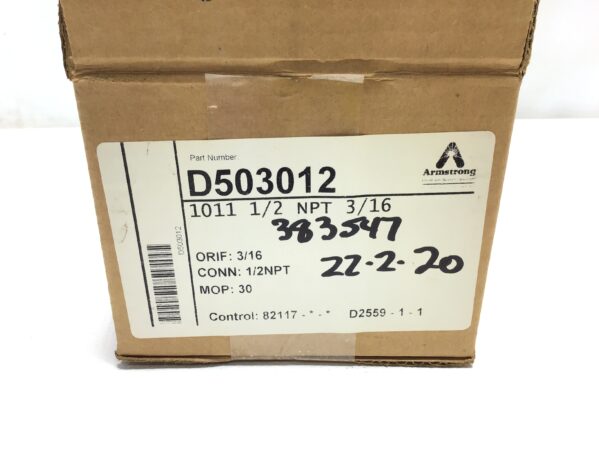 Part Number
D503012
Armstrong
1011 1/2 NPT 3/16
383547
ORIF: 3/16
CONN: 1/2NPT
22-2-20
MOP: 30
Control: 82117 - * - * D2559 - 1 - 1
D503012